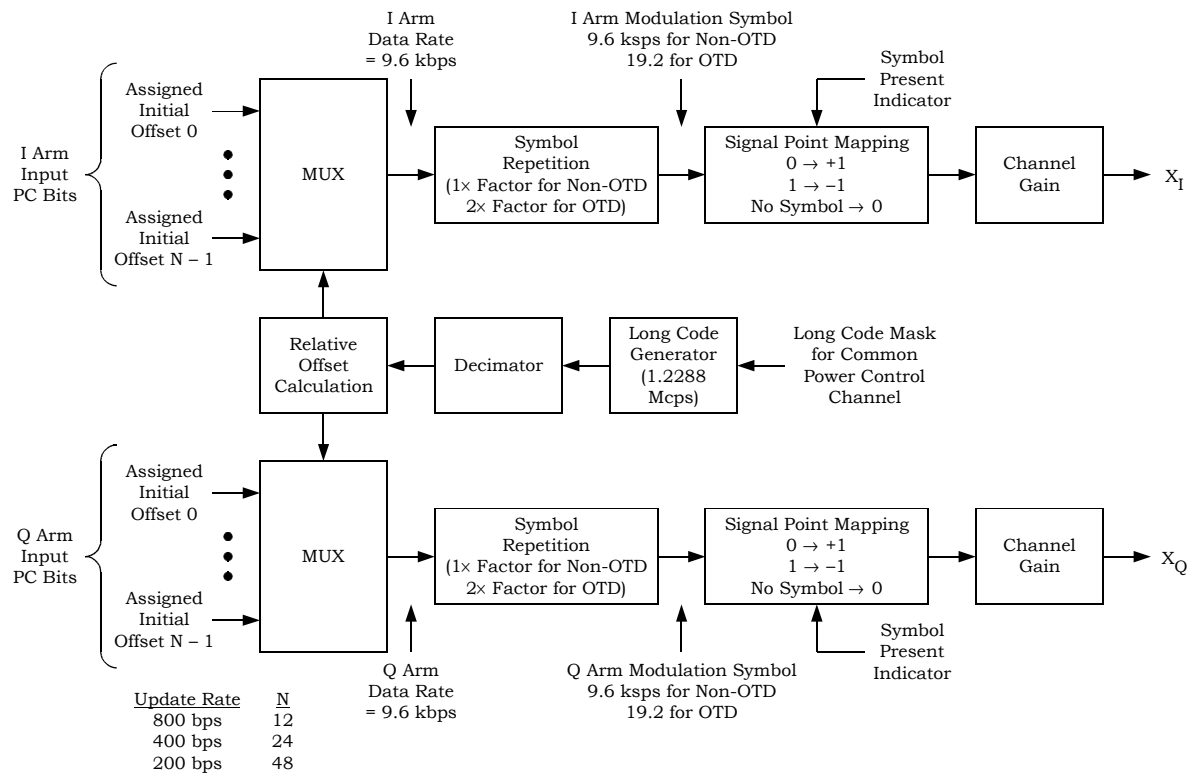 I Arm
Data Rate
= 9.6 kbps
I Arm Modulation Symbol
9.6 ksps for Non-OTD
19.2 for OTD
Symbol
Present
Indicator
I Arm
Input
PC Bits
Assigned
Initial
Offset 0
Assigned
Initial
Offset N – 1
MUX
Symbol
Repetition
(1× Factor for Non-OTD
2× Factor for OTD)
Signal Point Mapping
0 → +1
1 → –1
No Symbol → 0
Channel
Gain
X_I
Relative
Offset
Calculation
Decimator
Long Code
Generator
(1.2288
Mcps)
Long Code Mask
for Common
Power Control
Channel
Q Arm
Input
PC Bits
Assigned
Initial
Offset 0
Assigned
Initial
Offset N – 1
MUX
Symbol
Repetition
(1× Factor for Non-OTD
2× Factor for OTD)
Signal Point Mapping
0 → +1
1 → –1
No Symbol → 0
Channel
Gain
X_Q
Q Arm
Data Rate
= 9.6 kbps
Q Arm Modulation Symbol
9.6 ksps for Non-OTD
19.2 for OTD
Symbol
Present
Indicator
Update Rate N
800 bps 12
400 bps 24
200 bps 48